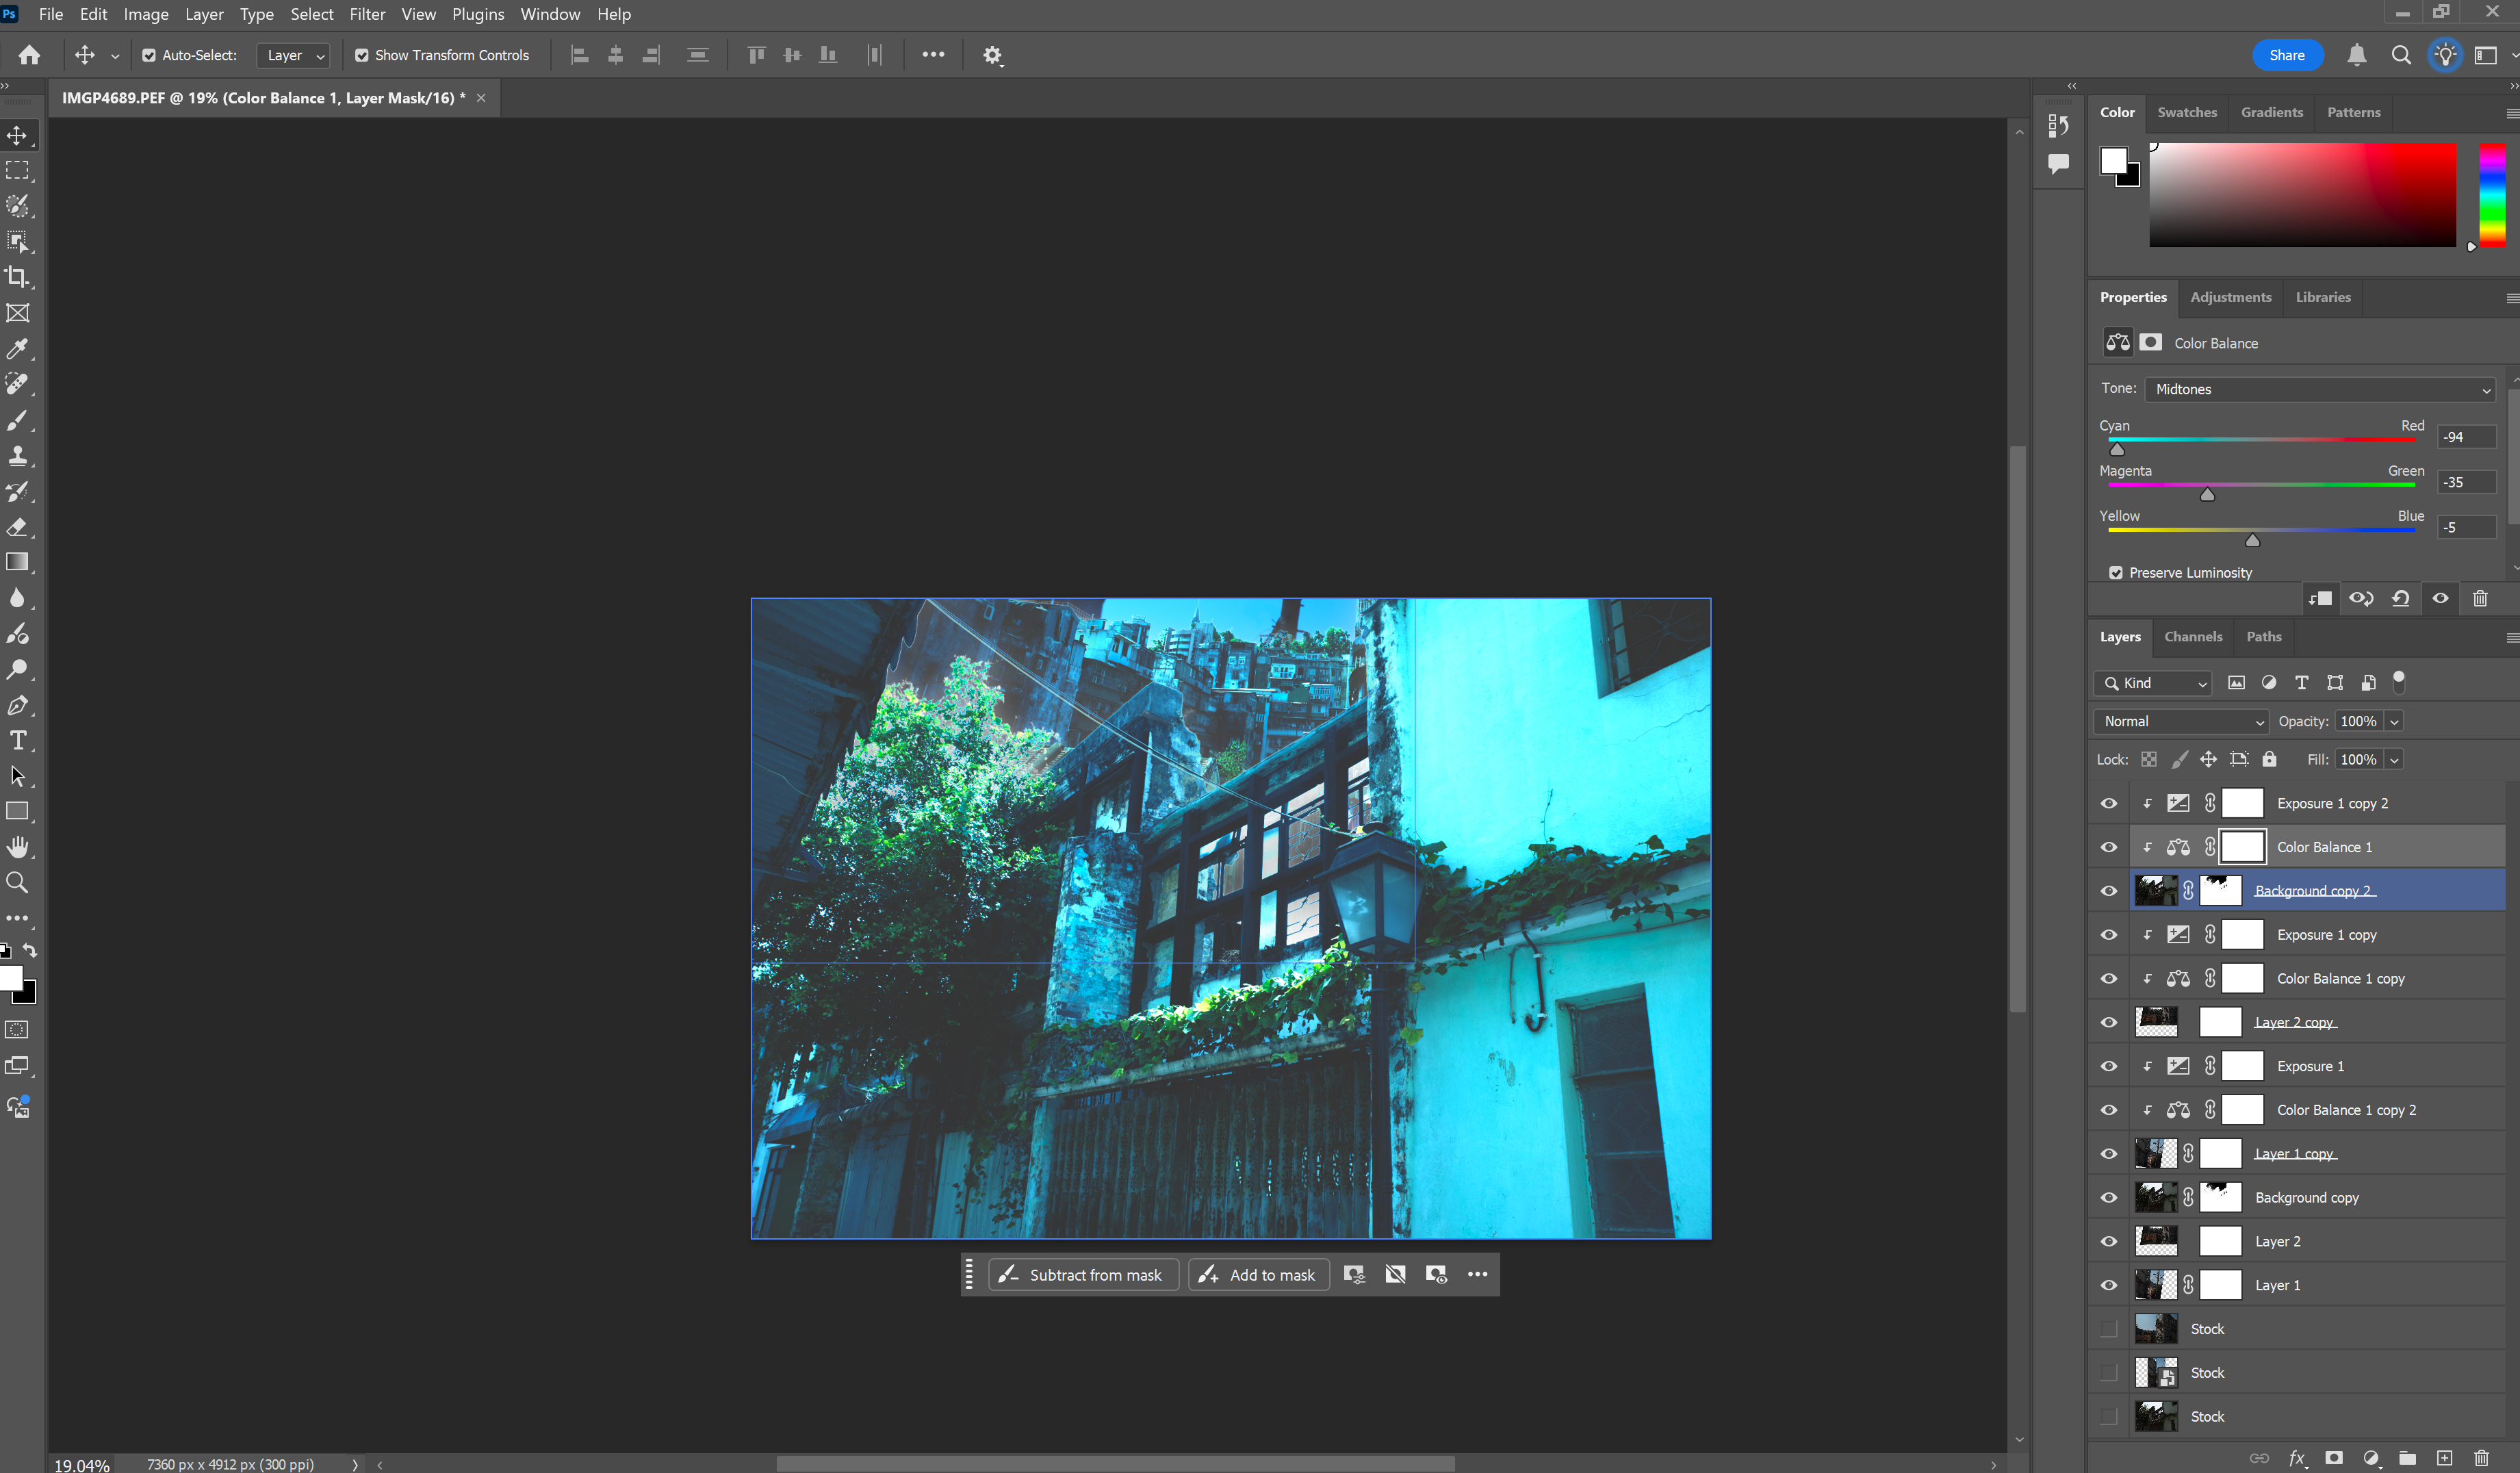 Ps File Edit Image Layer Type Select Filter View Plugins Window Help
Auto-Select: Layer Show Transform Controls Share
IMGP4689.PEF @ 19% (Color Balance 1, Layer Mask/16) *
Color Swatches Gradients Patterns
Properties Adjustments Libraries
Color Balance
Tone: Midtones
Cyan Red -94
Magenta Green -35
Yellow Blue -5
Preserve Luminosity
Layers Channels Paths
Kind
Normal Opacity: 100%
Lock: Fill: 100%
Exposure 1 copy 2
Color Balance 1
Background copy 2
Exposure 1 copy
Color Balance 1 copy
Layer 2 copy
Exposure 1
Color Balance 1 copy 2
Layer 1 copy
Background copy
Layer 2
Layer 1
Stock
Stock
Stock
fx
Subtract from mask Add to mask
19.04% 7360 px x 4912 px (300 ppi)